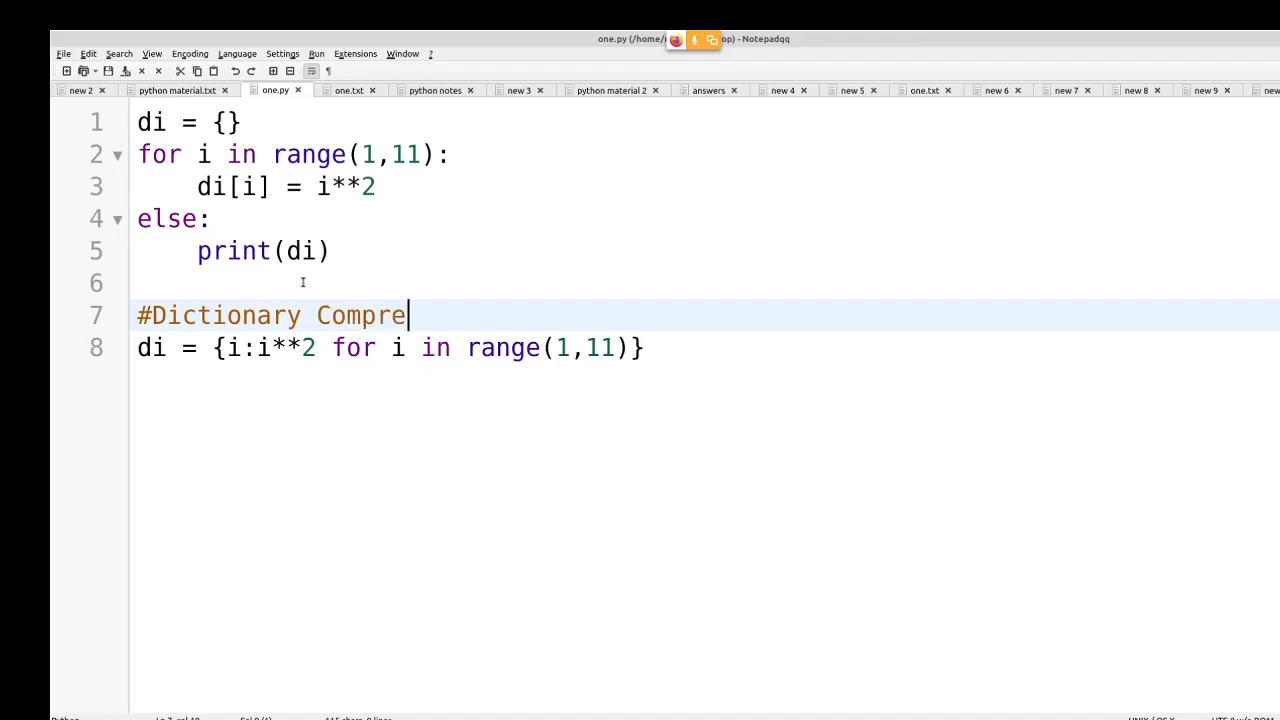 one.py (/home/ op) - Notepadqq
File Edit Search View Encoding Language Settings Run Extensions Window ?
new 2 python material.txt one.py one.txt python notes new 3 python material 2 answers new 4 new 5 one.txt new 6 new 7 new 8 new 9 new
1 di = {}
2 for i in range(1,11):
3 di[i] = i**2
4 else:
5 print(di)
6
7 #Dictionary Compre
8 di = {i:i**2 for i in range(1,11)}